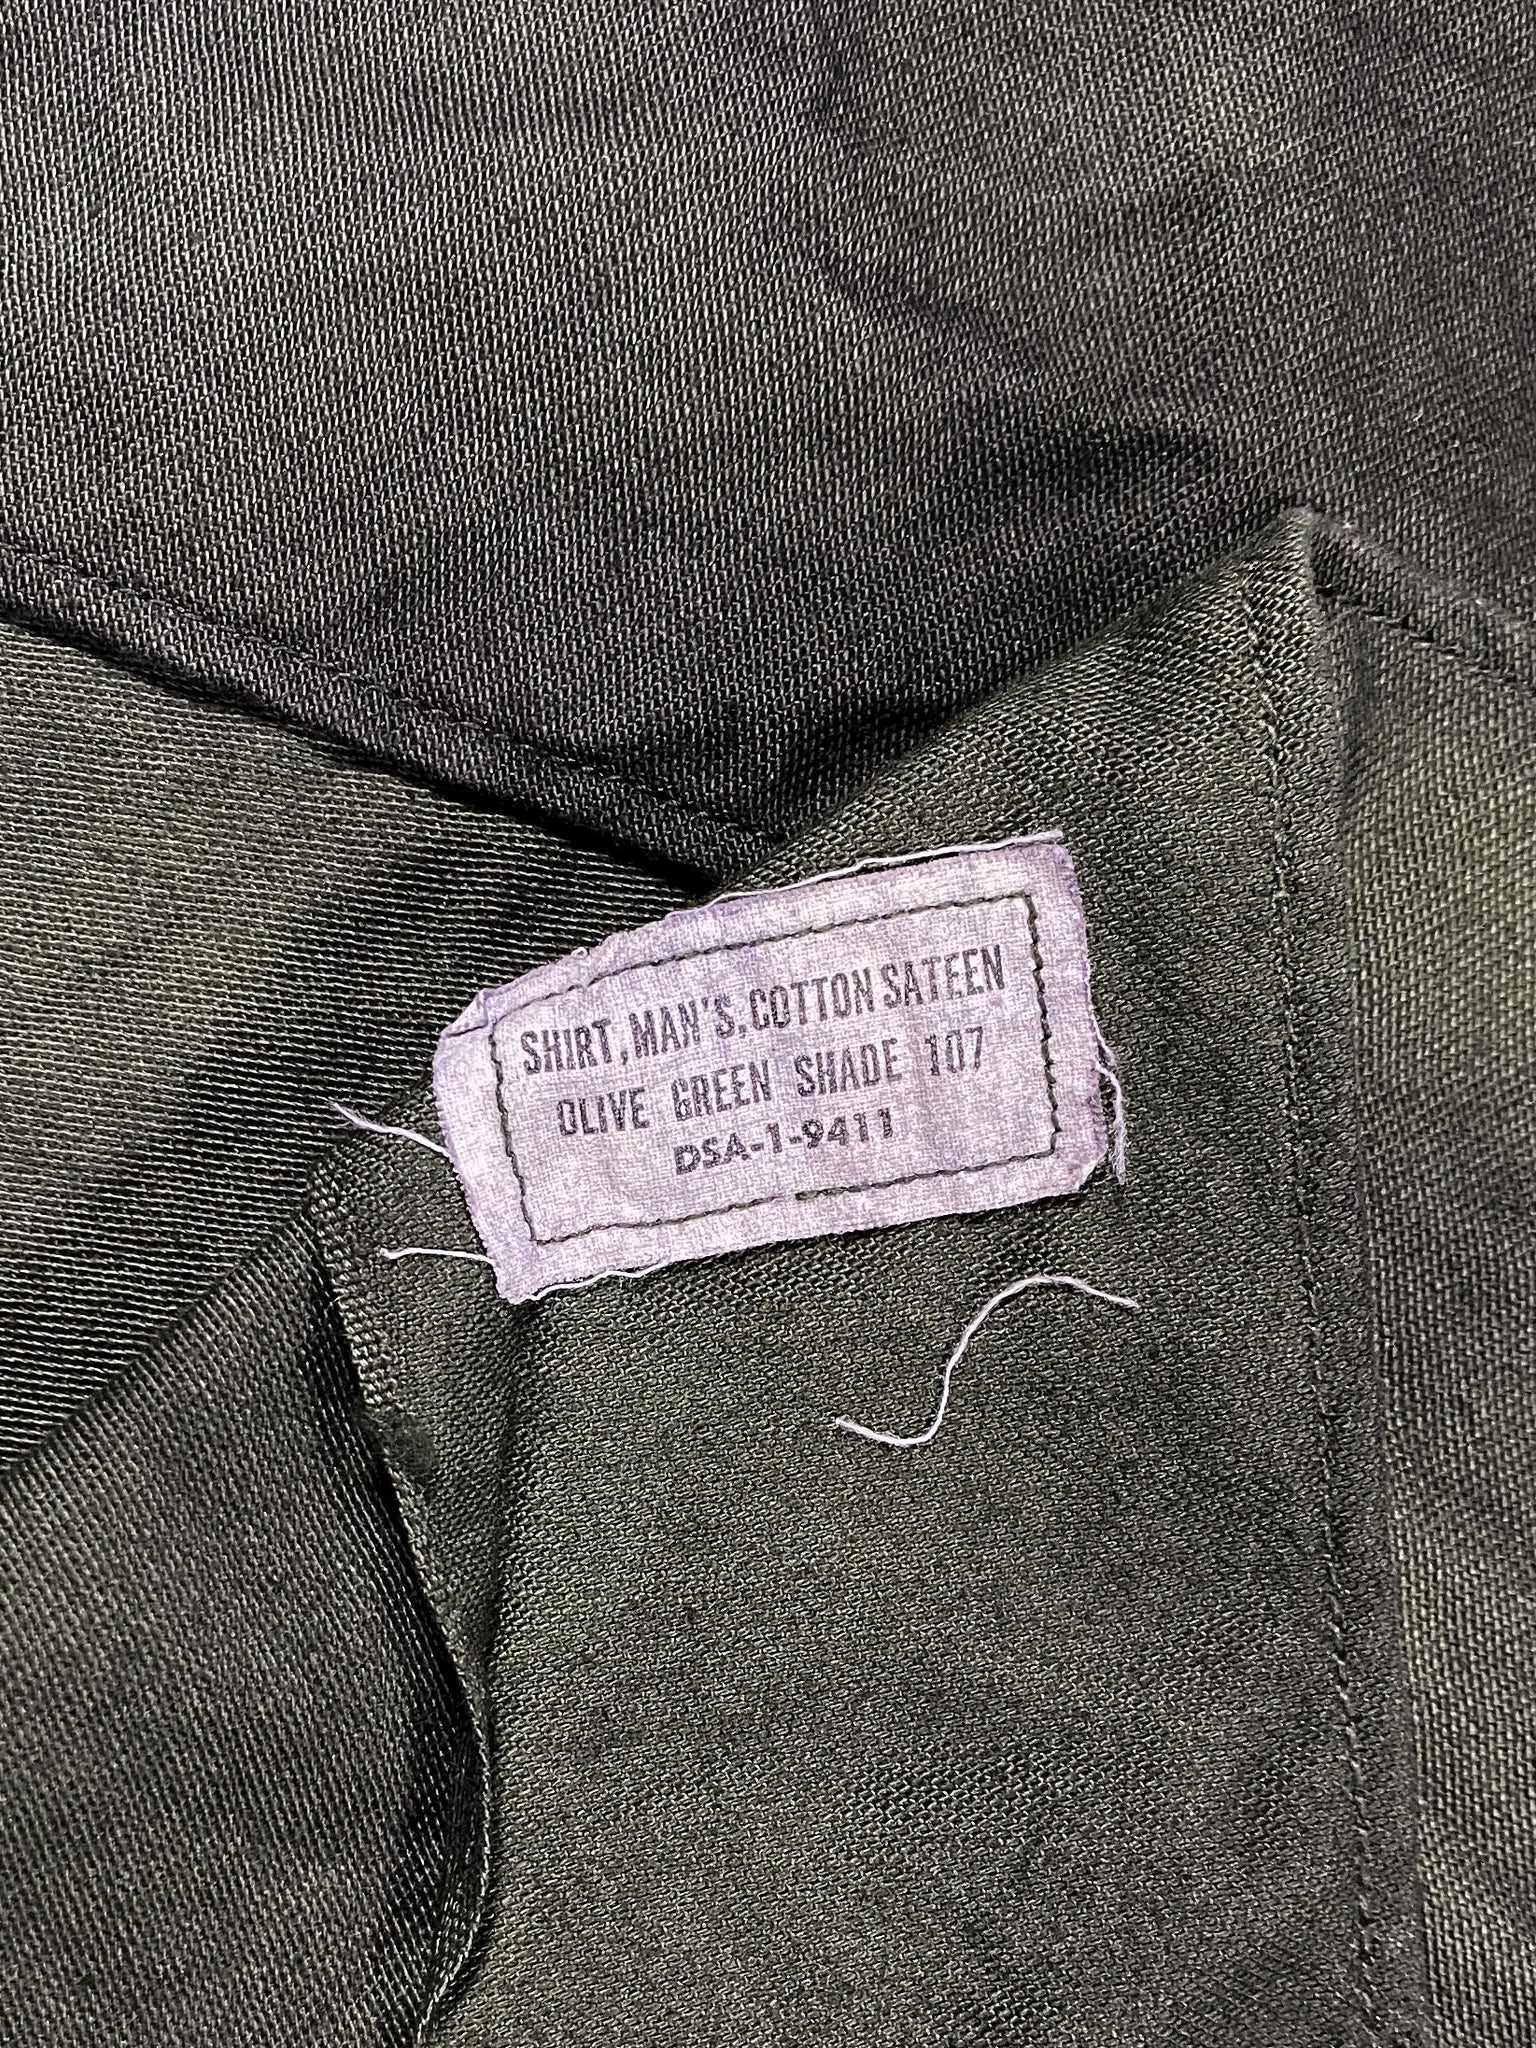 SHIRT, MAN'S, COTTON SATEEN
OLIVE GREEN SHADE 107
DSA-1-9411